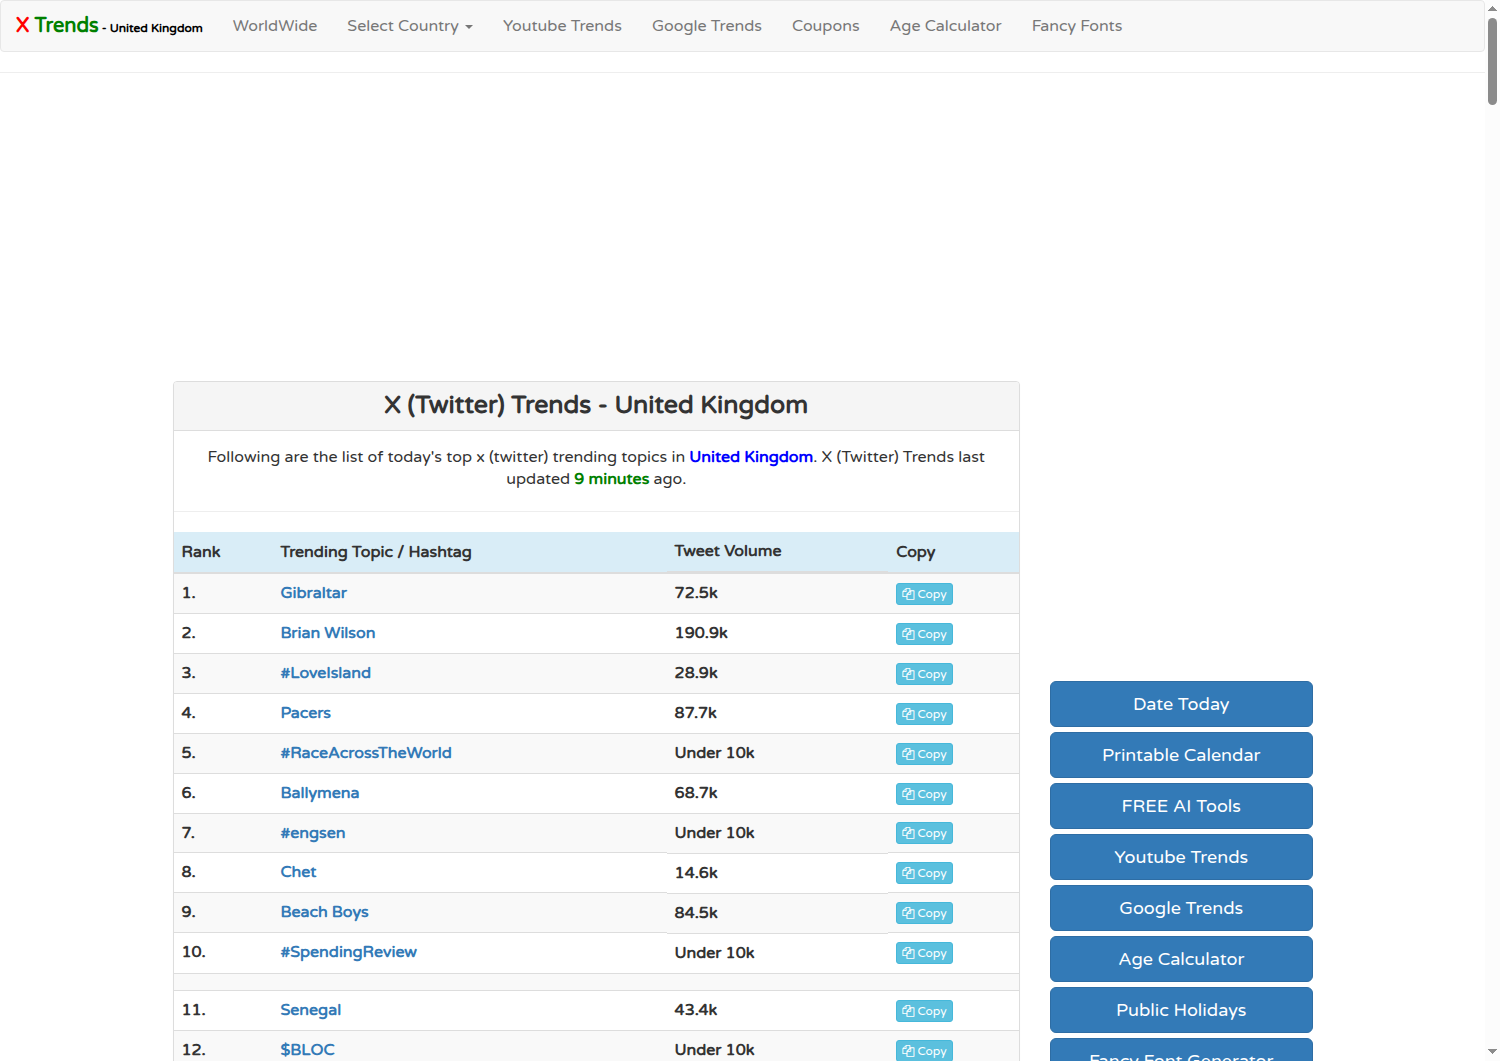 X Trends - United Kingdom WorldWide Select Country Youtube Trends Google Trends Coupons Age Calculator Fancy Fonts
X (Twitter) Trends - United Kingdom
Following are the list of today's top x (twitter) trending topics in United Kingdom. X (Twitter) Trends last
updated 9 minutes ago.
Rank Trending Topic / Hashtag Tweet Volume Copy
1. Gibraltar 72.5k Copy
2. Brian Wilson 190.9k Copy
3. #LoveIsland 28.9k Copy
4. Pacers 87.7k Copy
5. #RaceAcrossTheWorld Under 10k Copy
6. Ballymena 68.7k Copy
7. #engsen Under 10k Copy
8. Chet 14.6k Copy
9. Beach Boys 84.5k Copy
10. #SpendingReview Under 10k Copy
11. Senegal 43.4k Copy
12. $BLOC Under 10k Copy
Date Today
Printable Calendar
FREE AI Tools
Youtube Trends
Google Trends
Age Calculator
Public Holidays
Fancy Font Generator